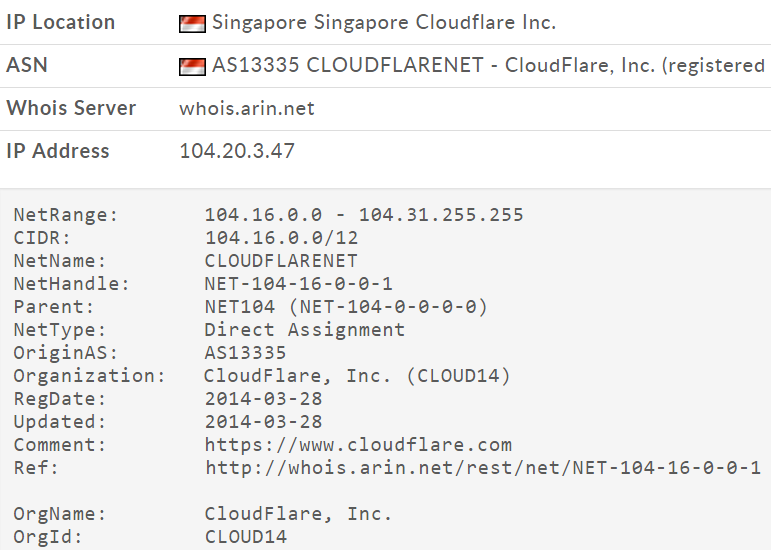 IP Location Singapore Singapore Cloudflare Inc.
ASN AS13335 CLOUDFLARENET - CloudFlare, Inc. (registered
Whois Server whois.arin.net
IP Address 104.20.3.47
NetRange: 104.16.0.0 - 104.31.255.255
CIDR: 104.16.0.0/12
NetName: CLOUDFLARENET
NetHandle: NET-104-16-0-0-1
Parent: NET104 (NET-104-0-0-0-0)
NetType: Direct Assignment
OriginAS: AS13335
Organization: CloudFlare, Inc. (CLOUD14)
RegDate: 2014-03-28
Updated: 2014-03-28
Comment: https://www.cloudflare.com
Ref: http://whois.arin.net/rest/net/NET-104-16-0-0-1
OrgName: CloudFlare, Inc.
OrgId: CLOUD14